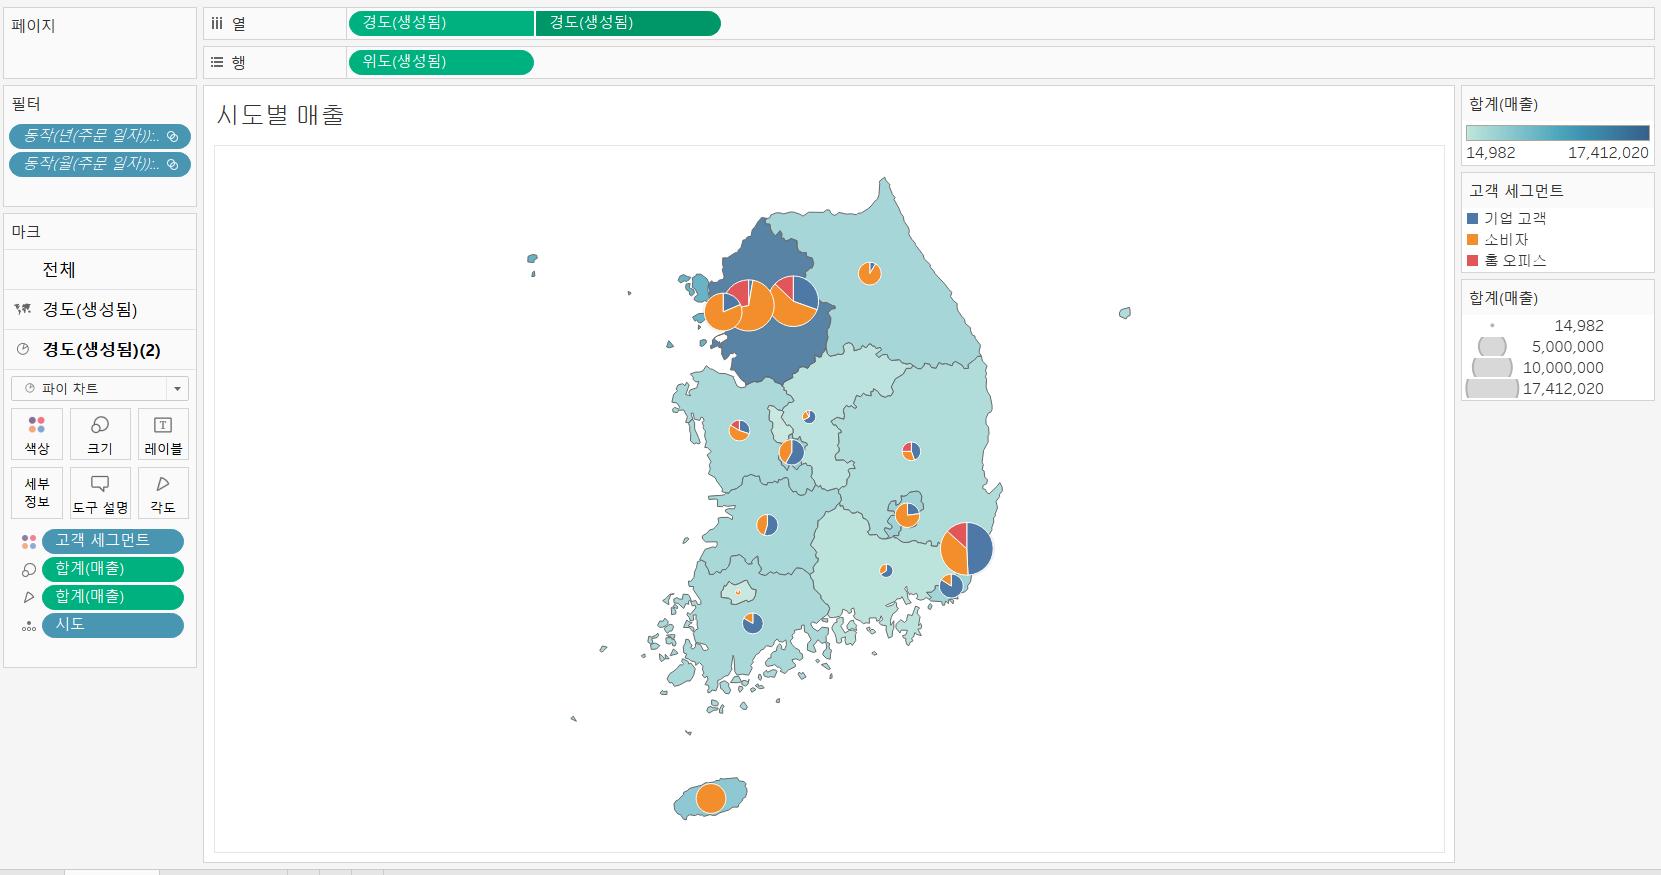 페이지
열
경도(생성됨)
경도(생성됨)
행
위도(생성됨)
필터
동작(년(주문 일자)):..
동작(월(주문 일자)):..
마크
전체
경도(생성됨)
경도(생성됨)(2)
파이 차트
색상
크기
레이블
세부
정보
도구 설명
각도
고객 세그먼트
합계(매출)
합계(매출)
시도
시도별 매출
합계(매출)
14,982
17,412,020
고객 세그먼트
기업 고객
소비자
홈 오피스
합계(매출)
14,982
5,000,000
10,000,000
17,412,020